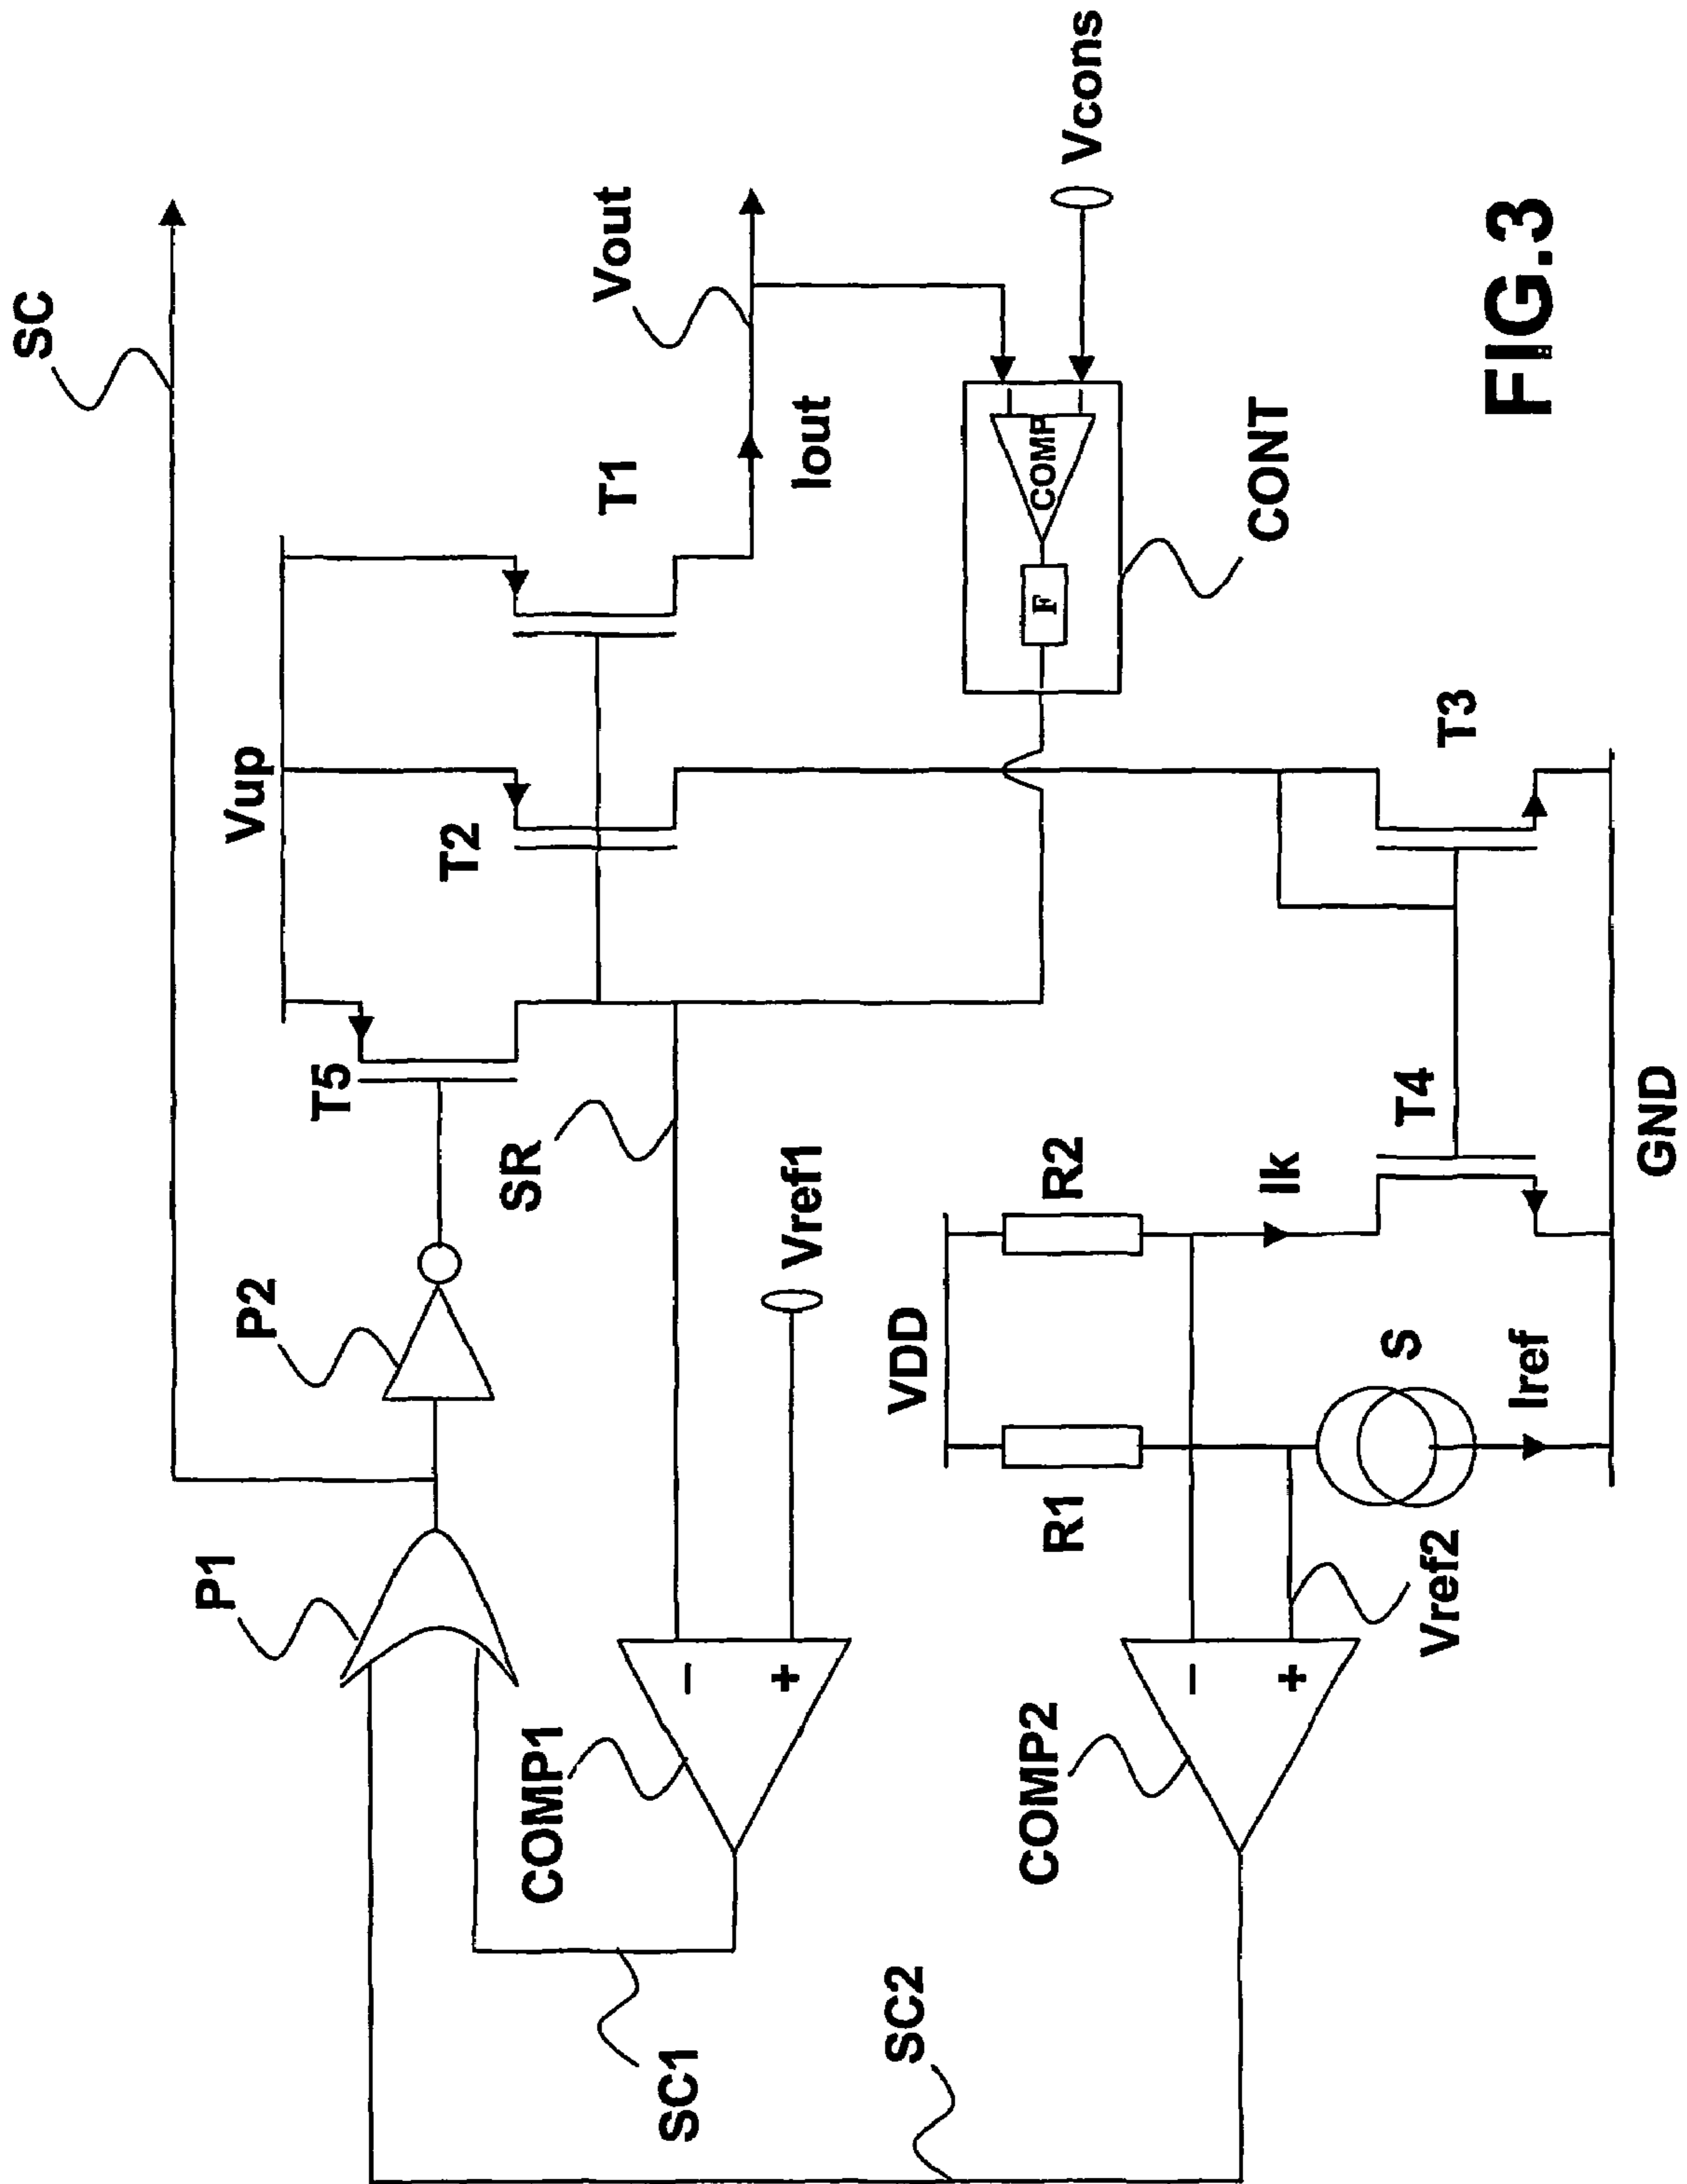 SC
Vup
Vout
Vcons
T1
T2
T5
P2
P1
Iout
COMP
F
CONT
SR
Vref1
COMP1
−
+
SC1
SC2
VDD
R1
R2
Ik
T3
T4
S
Iref
Vref2
COMP2
−
+
GND
FIG.3